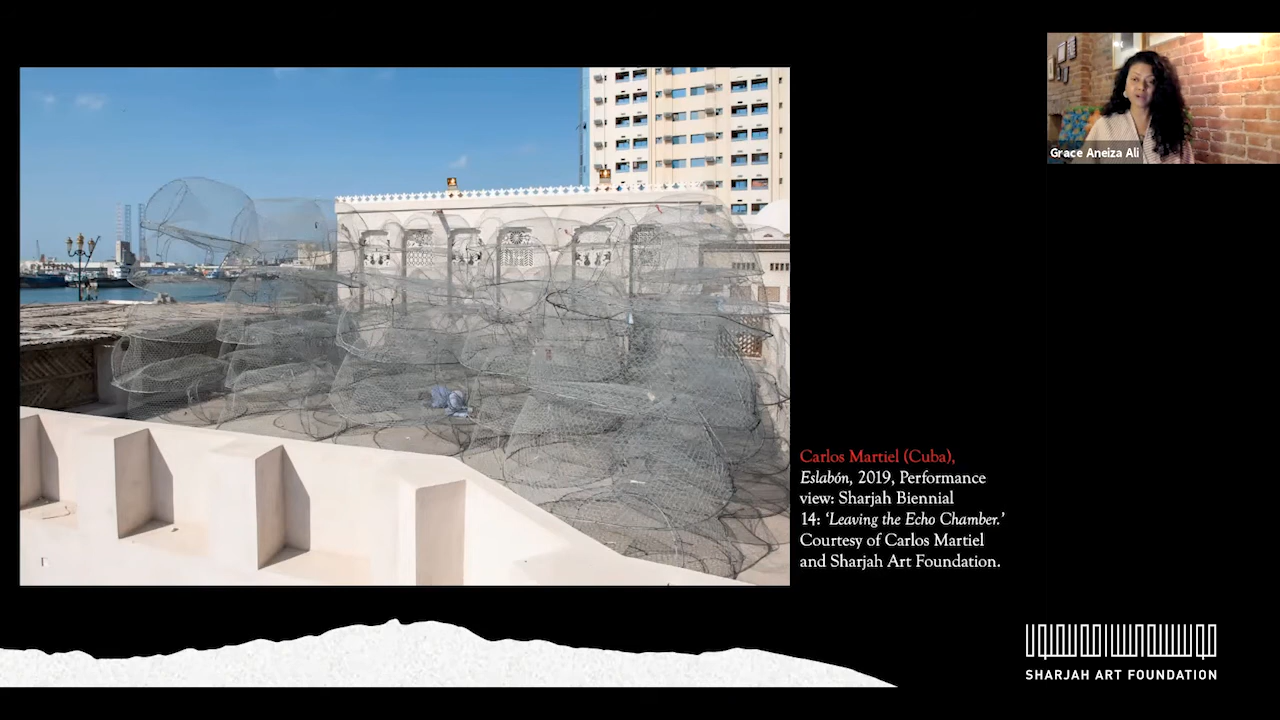 Grace Aneiza Ali
Carlos Martiel (Cuba),
Eslabón, 2019, Performance
view: Sharjah Biennial
14: ‘Leaving the Echo Chamber.’
Courtesy of Carlos Martiel
and Sharjah Art Foundation.
SHARJAH ART FOUNDATION